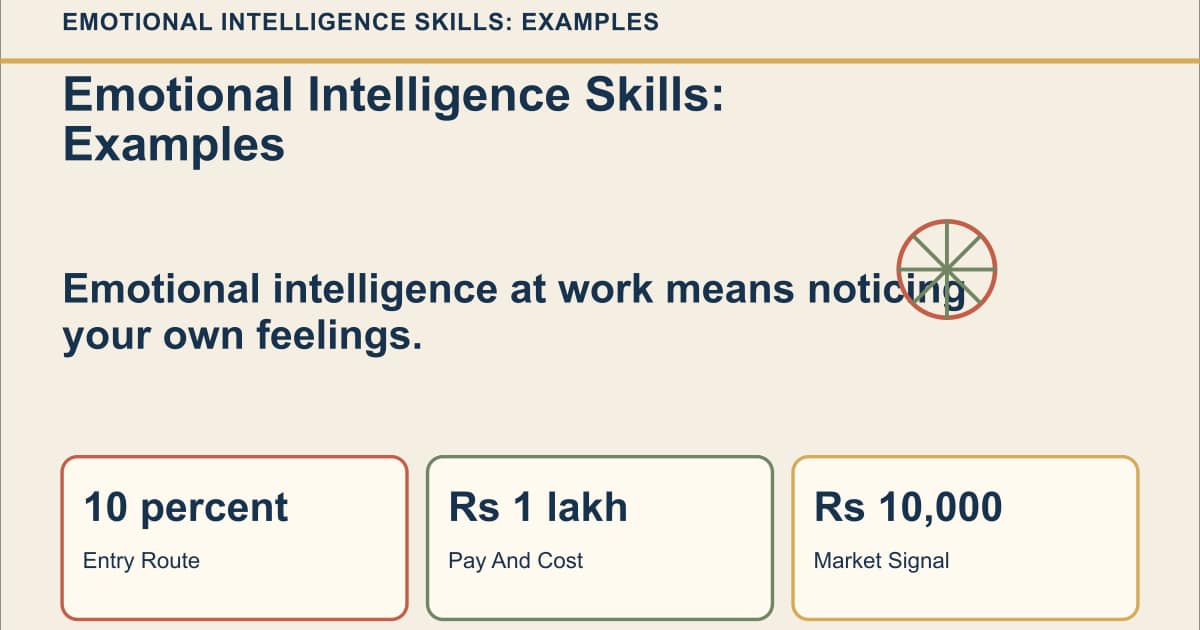 EMOTIONAL INTELLIGENCE SKILLS: EXAMPLES
Emotional Intelligence Skills:
Examples
Emotional intelligence at work means noticing
your own feelings.
10 percent
Entry Route
Rs 1 lakh
Pay And Cost
Rs 10,000
Market Signal